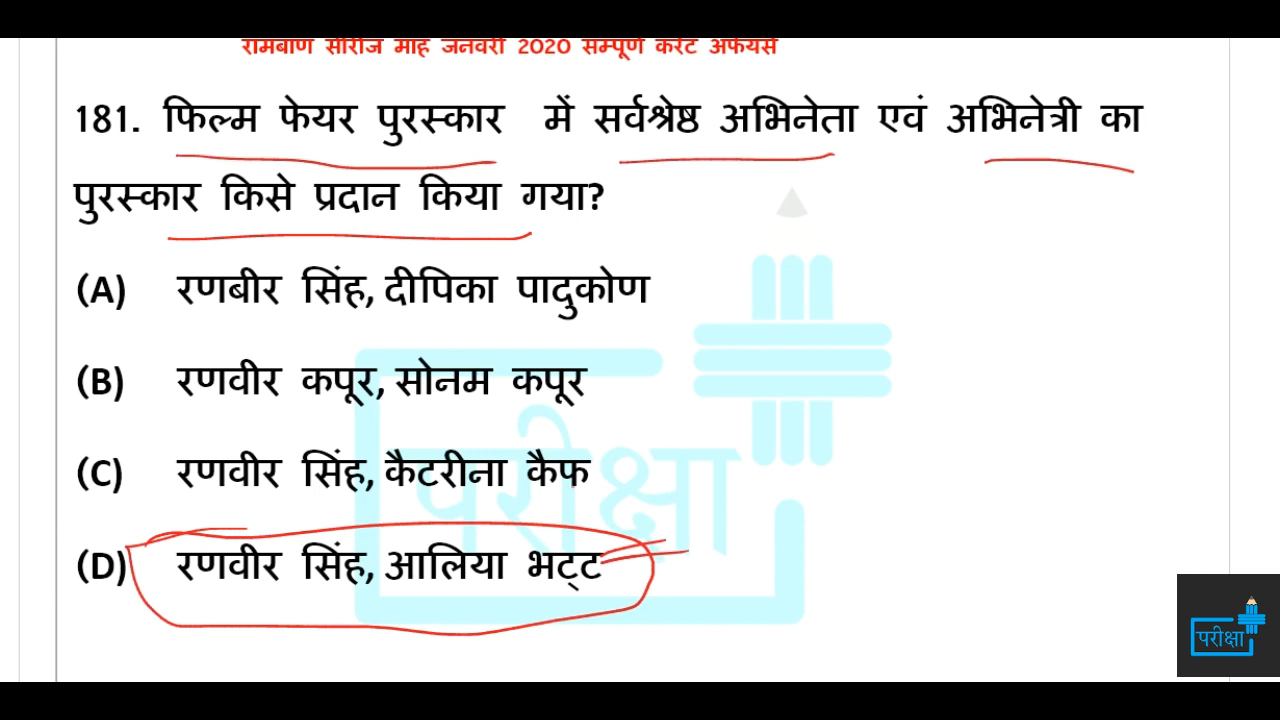 रामबाण सीरीज माह जनवरी 2020 सम्पूर्ण करेंट अफेयर्स
181. फिल्म फेयर पुरस्कार में सर्वश्रेष्ठ अभिनेता एवं अभिनेत्री का
पुरस्कार किसे प्रदान किया गया?
(A) रणबीर सिंह, दीपिका पादुकोण
(B) रणवीर कपूर, सोनम कपूर
(C) रणवीर सिंह, कैटरीना कैफ
(D) रणवीर सिंह, आलिया भट्ट
परीक्षा
परीक्षा